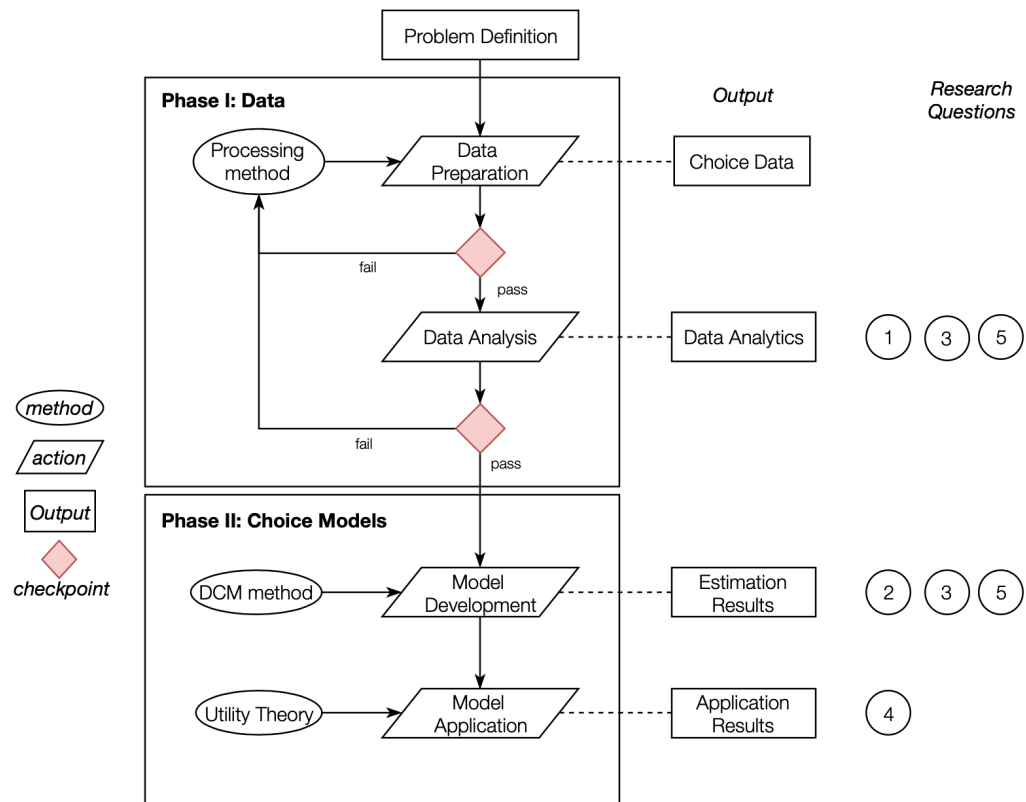 Problem Definition
Phase I: Data
Output
Research
Questions
Processing
method
Data
Preparation
Choice Data
fail
pass
Data Analysis
Data Analytics
1
3
5
method
action
Output
checkpoint
fail
pass
Phase II: Choice Models
DCM method
Model
Development
Estimation
Results
2
3
5
Utility Theory
Model
Application
Application
Results
4